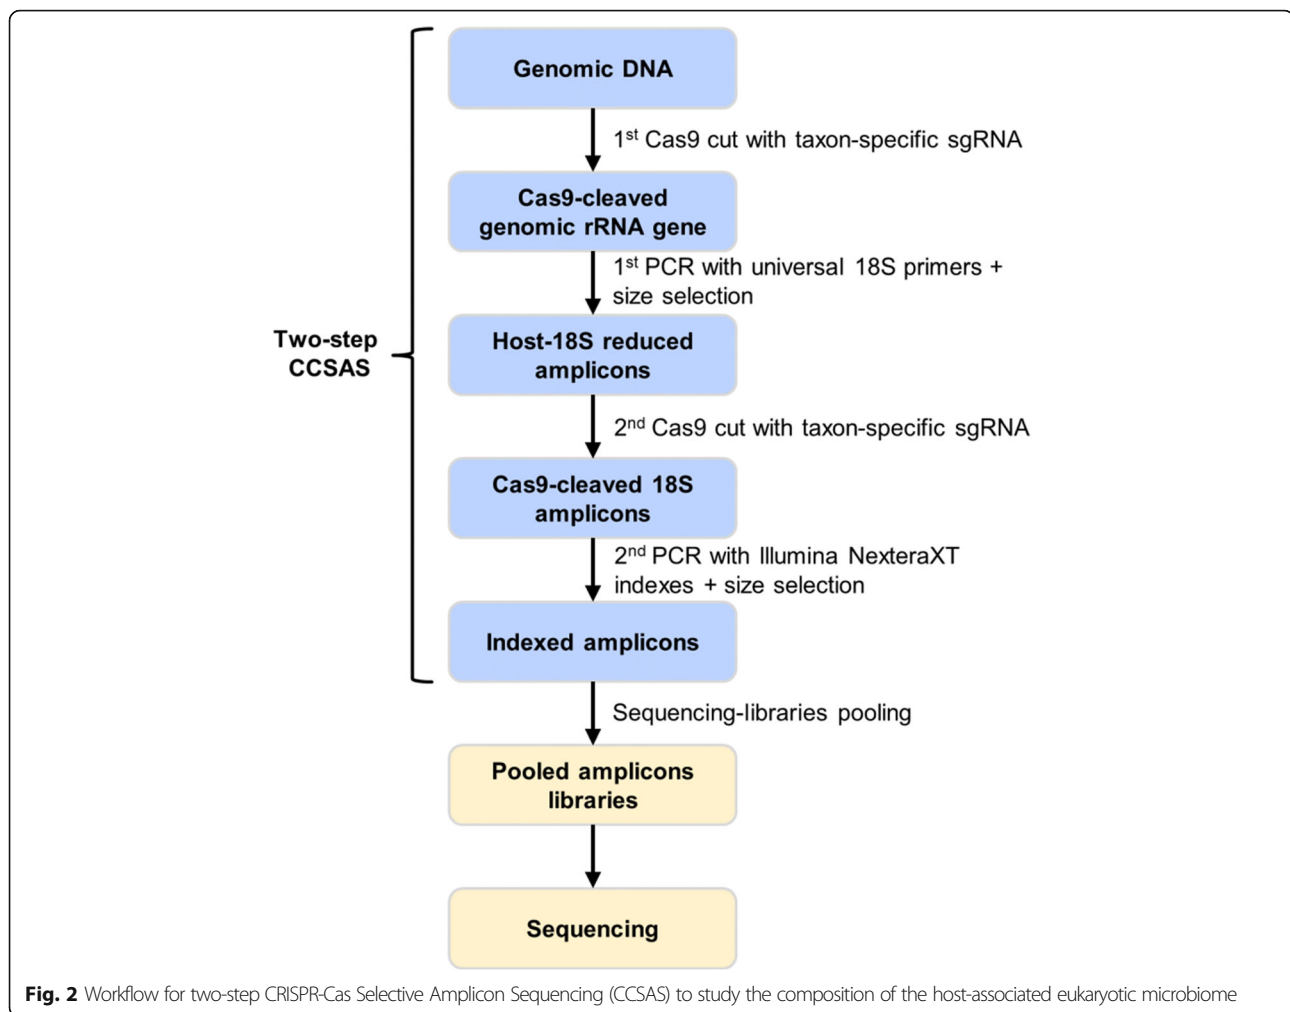 Genomic DNA
1st Cas9 cut with taxon-specific sgRNA
Cas9-cleaved
genomic rRNA gene
1st PCR with universal 18S primers +
size selection
Two-step
CCSAS
Host-18S reduced
amplicons
2nd Cas9 cut with taxon-specific sgRNA
Cas9-cleaved 18S
amplicons
2nd PCR with Illumina NexteraXT
indexes + size selection
Indexed amplicons
Sequencing-libraries pooling
Pooled amplicons
libraries
Sequencing
Fig. 2 Workflow for two-step CRISPR-Cas Selective Amplicon Sequencing (CCSAS) to study the composition of the host-associated eukaryotic microbiome